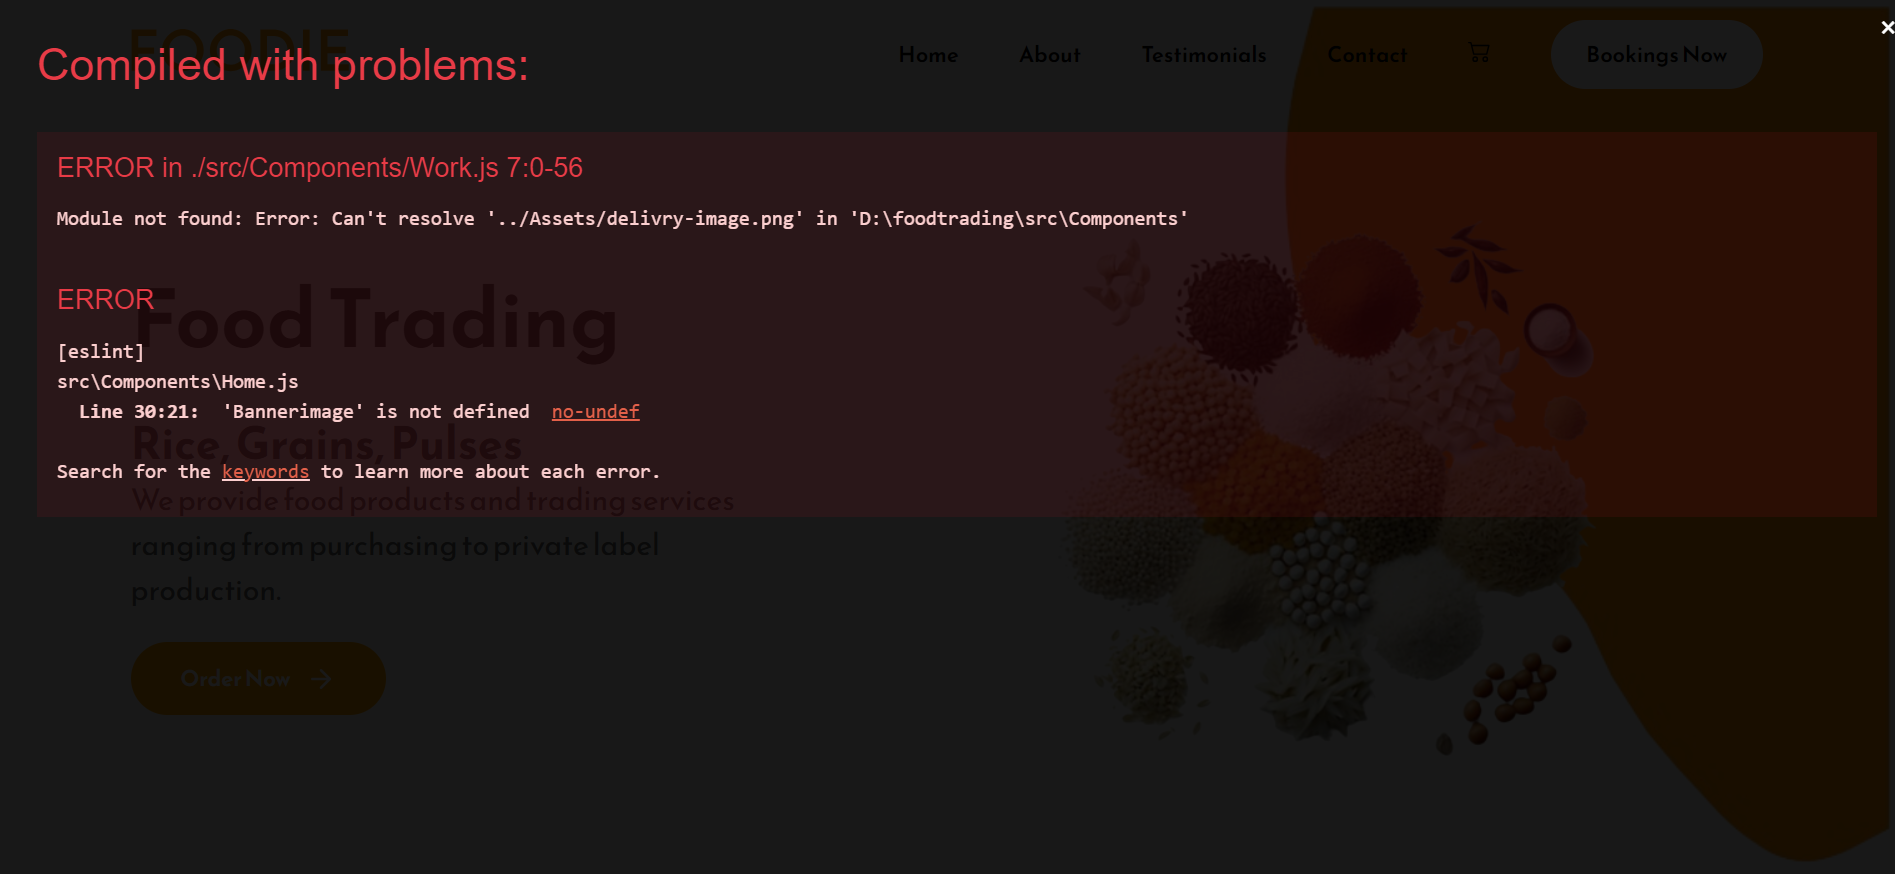 FOODIE
Home About Testimonials Contact Bookings Now
×
Compiled with problems:
ERROR in ./src/Components/Work.js 7:0-56
Module not found: Error: Can't resolve '../Assets/delivry-image.png' in 'D:\foodtrading\src\Components'
ERROR
Food Trading
[eslint]
src\Components\Home.js
Line 30:21: 'Bannerimage' is not defined no-undef
Rice, Grains, Pulses
Search for the keywords to learn more about each error.
We provide food products and trading services
ranging from purchasing to private label
production.
Order Now →